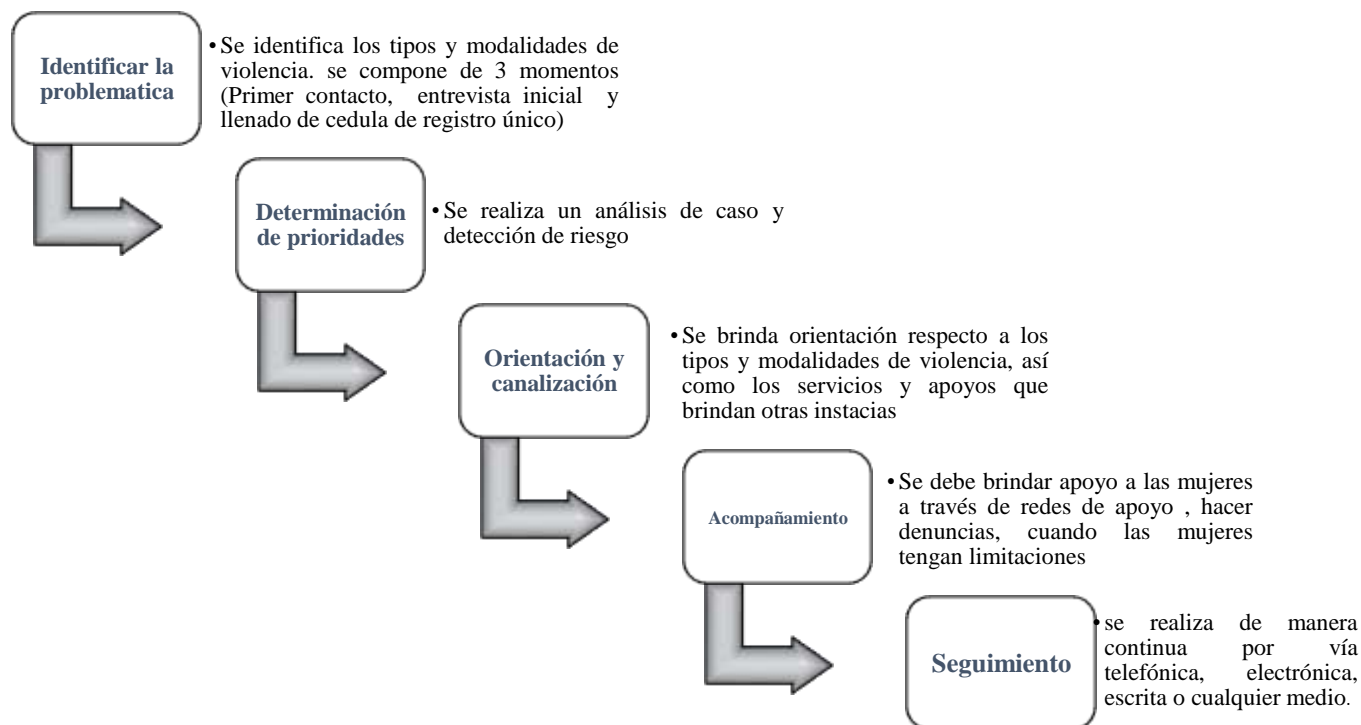 Identificar la
problematica
• Se identifica los tipos y modalidades de
violencia. se compone de 3 momentos
(Primer contacto, entrevista inicial y
llenado de cedula de registro único)
Determinación
de prioridades
• Se realiza un análisis de caso y
detección de riesgo
Orientación y
canalización
• Se brinda orientación respecto a los
tipos y modalidades de violencia, así
como los servicios y apoyos que
brindan otras instacias
Acompañamiento
• Se debe brindar apoyo a las mujeres
a través de redes de apoyo , hacer
denuncias, cuando las mujeres
tengan limitaciones
Seguimiento
• se realiza de manera
continua por vía
telefónica, electrónica,
escrita o cualquier medio.